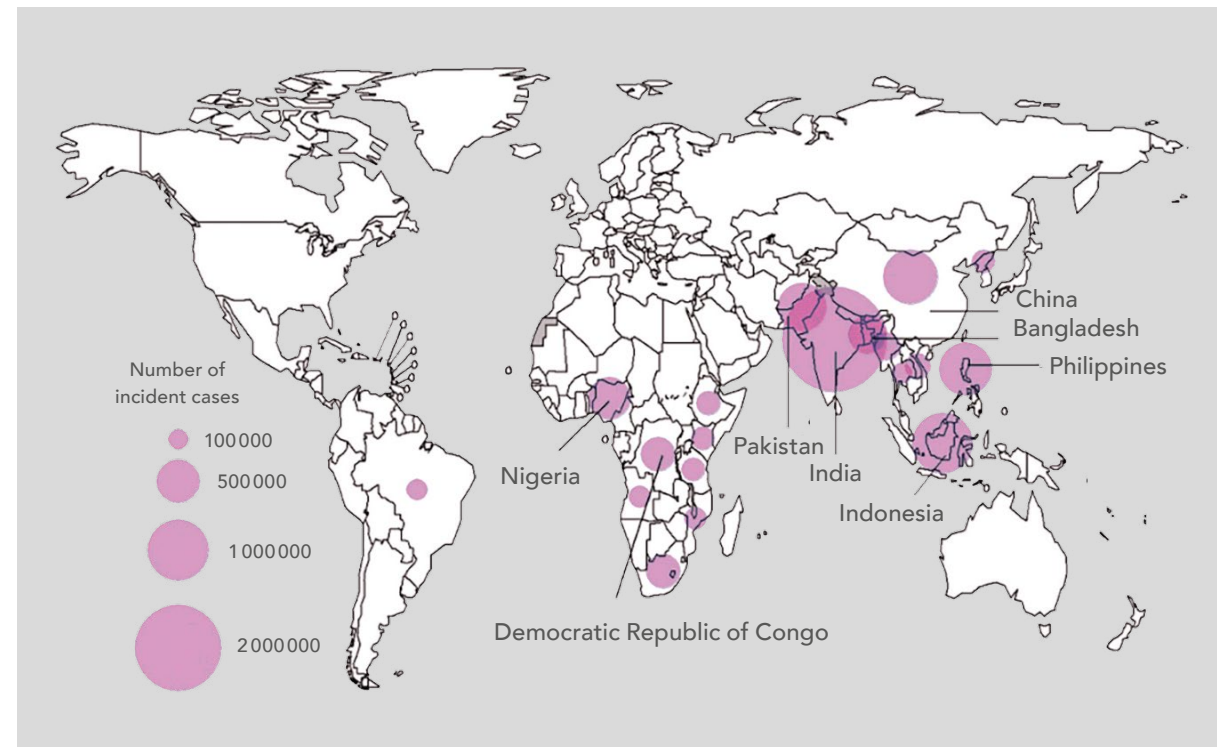 Number of
incident cases
100 000
500 000
1 000 000
2 000 000
China
Bangladesh
Philippines
Pakistan
India
Indonesia
Nigeria
Democratic Republic of Congo